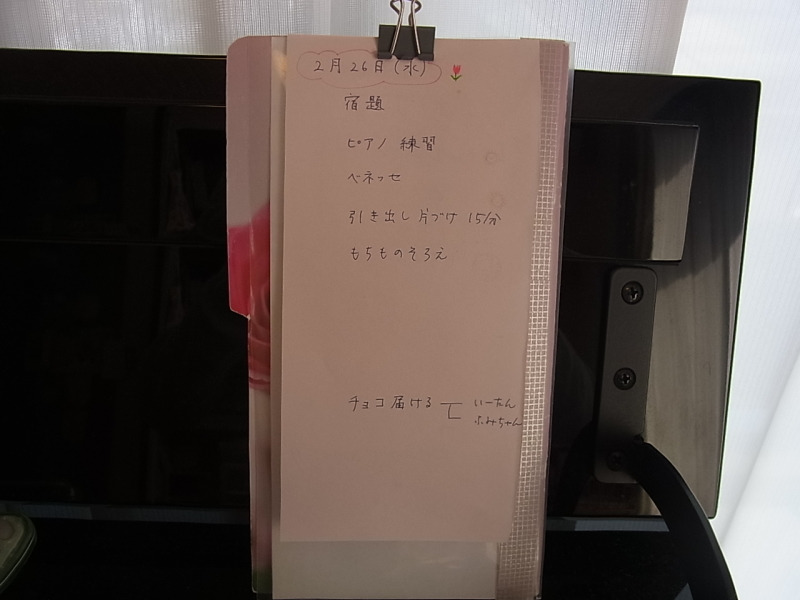 2月26日(水)
宿題
ピアノ 練習
ベネッセ
引き出し 片づけ 15分
もちものそろえ
チョコ届ける いーたん
ふみちゃん